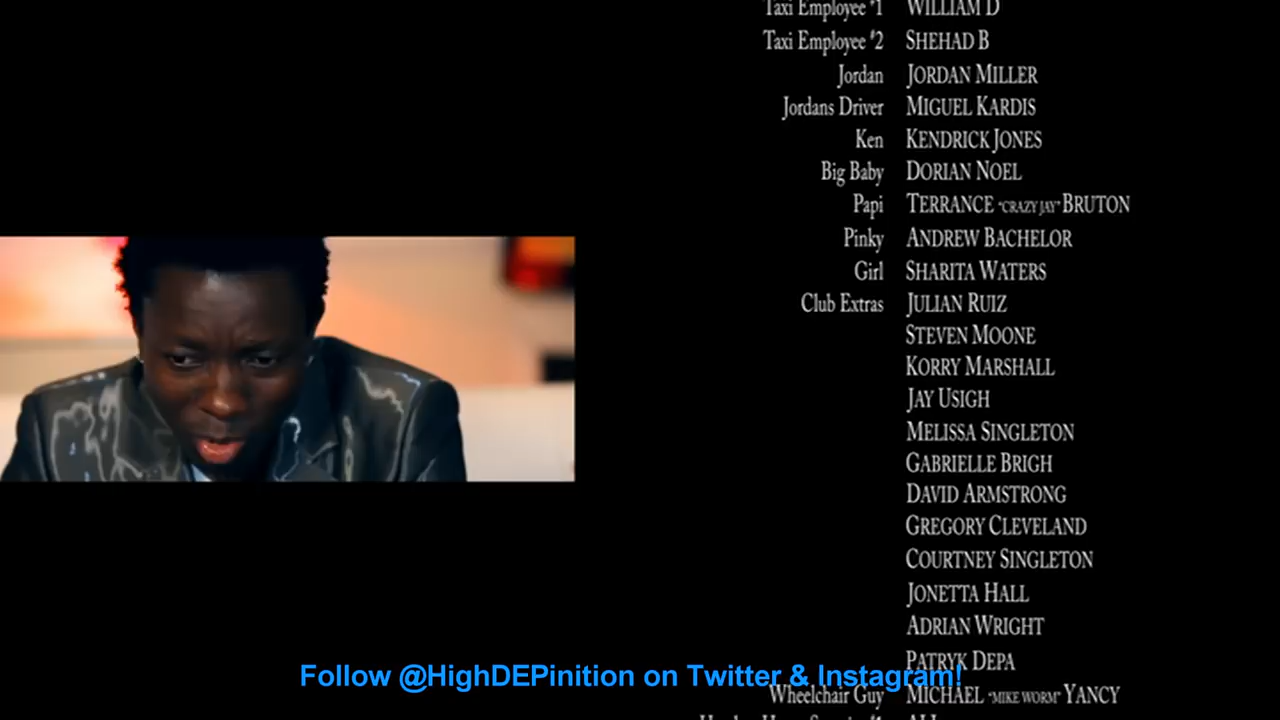 Taxi Employee #1 WILLIAM D
Taxi Employee #2 SHEHAD B
Jordan JORDAN MILLER
Jordans Driver MIGUEL KARDIS
Ken KENDRICK JONES
Big Baby DORIAN NOEL
Papi TERRANCE "CRAZY JAY" BRUTON
Pinky ANDREW BACHELOR
Girl SHARITA WATERS
Club Extras JULIAN RUIZ
STEVEN MOONE
KORRY MARSHALL
JAY USIGH
MELISSA SINGLETON
GABRIELLE BRIGH
DAVID ARMSTRONG
GREGORY CLEVELAND
COURTNEY SINGLETON
JONETTA HALL
ADRIAN WRIGHT
PATRYK DEPA
Follow @HighDEPinition on Twitter & Instagram!
Wheelchair Guy MICHAEL "MIKE WORM" YANCY